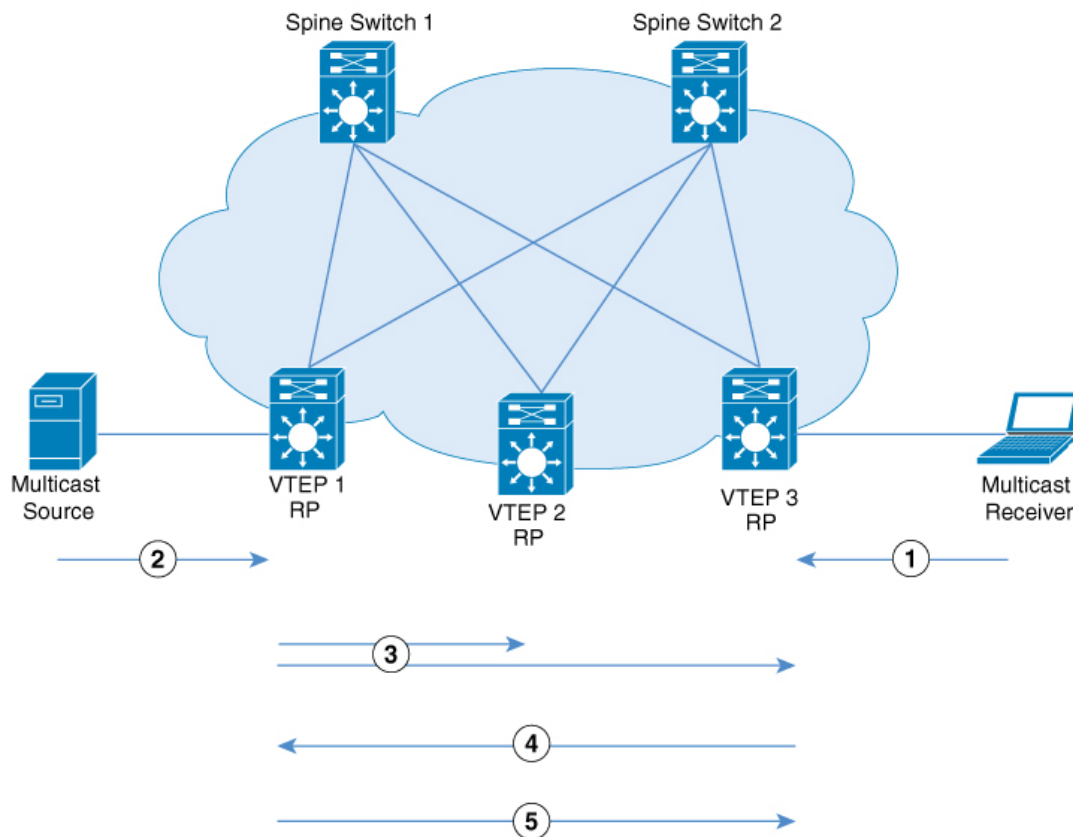 Spine Switch 1
Spine Switch 2
Multicast
Source
VTEP 1
RP
VTEP 2
RP
VTEP 3
RP
Multicast
Receiver
2
1
3
4
5